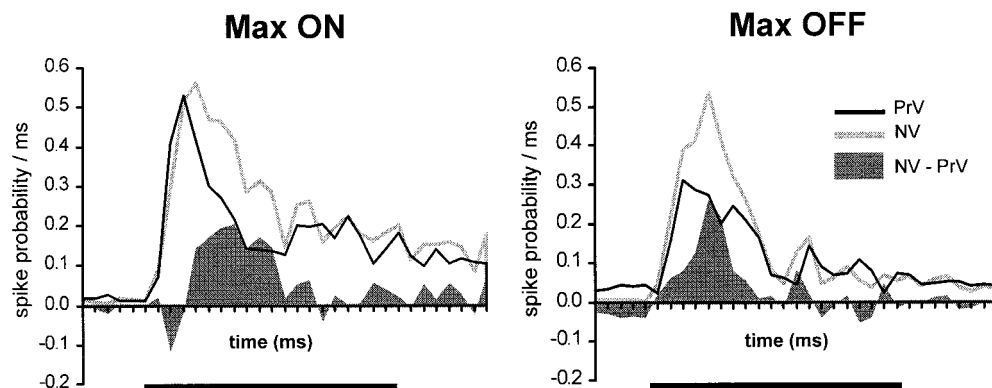 Max ON
Max OFF
0.6
0.5
0.4
0.3
0.2
0.1
0.0
-0.1
-0.2
spike probability / ms
time (ms)
0.6
0.5
0.4
0.3
0.2
0.1
0.0
-0.1
-0.2
spike probability / ms
time (ms)
PrV
NV
NV - PrV